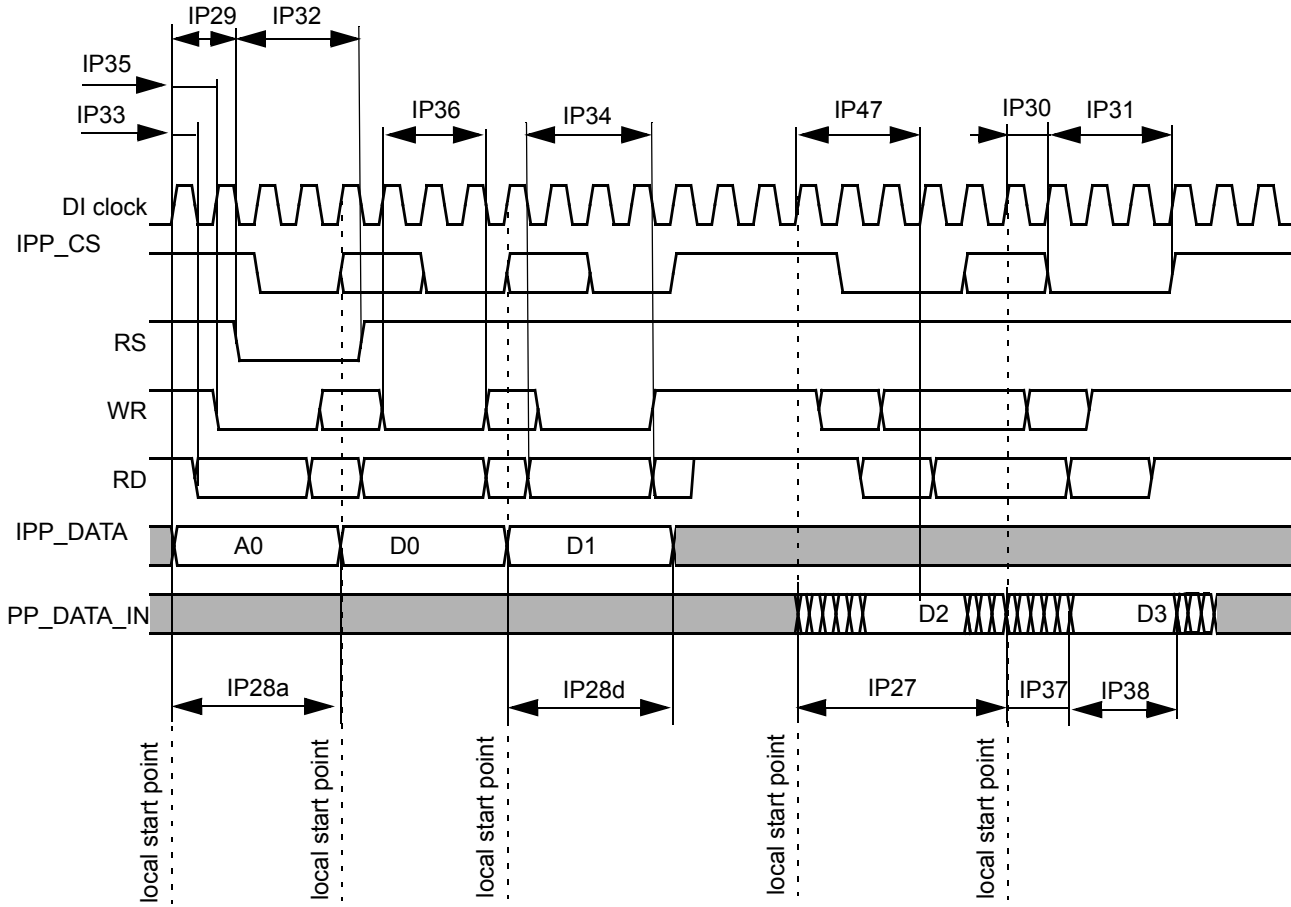 IP29 IP32
IP35
IP33
IP36 IP34 IP47 IP30 IP31
DI clock
IPP_CS
RS
WR
RD
IPP_DATA A0 D0 D1
PP_DATA_IN D2 D3
IP28a IP28d IP27 IP37 IP38
local start point local start point local start point local start point local start point